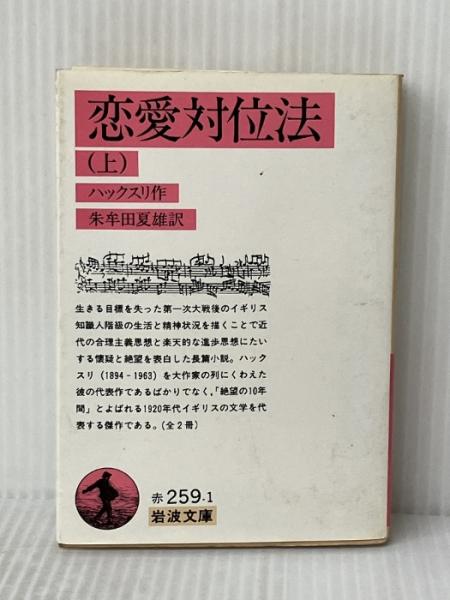 恋愛対位法
(上)
ハックスリ作
朱牟田夏雄訳
生きる目標を失った第一次大戦後のイギリス
知識人階級の生活と精神状況を描くことで近
代の合理主義思想と楽天的な進歩思想にたい
する懐疑と絶望を表白した長篇小説。ハック
スリ(1894-1963)を大作家の列にくわえた
彼の代表作であるばかりでなく,「絶望の10年
間」とよばれる1920年代イギリスの文学を代
表する傑作である。(全2冊)
赤 259-1
岩波文庫